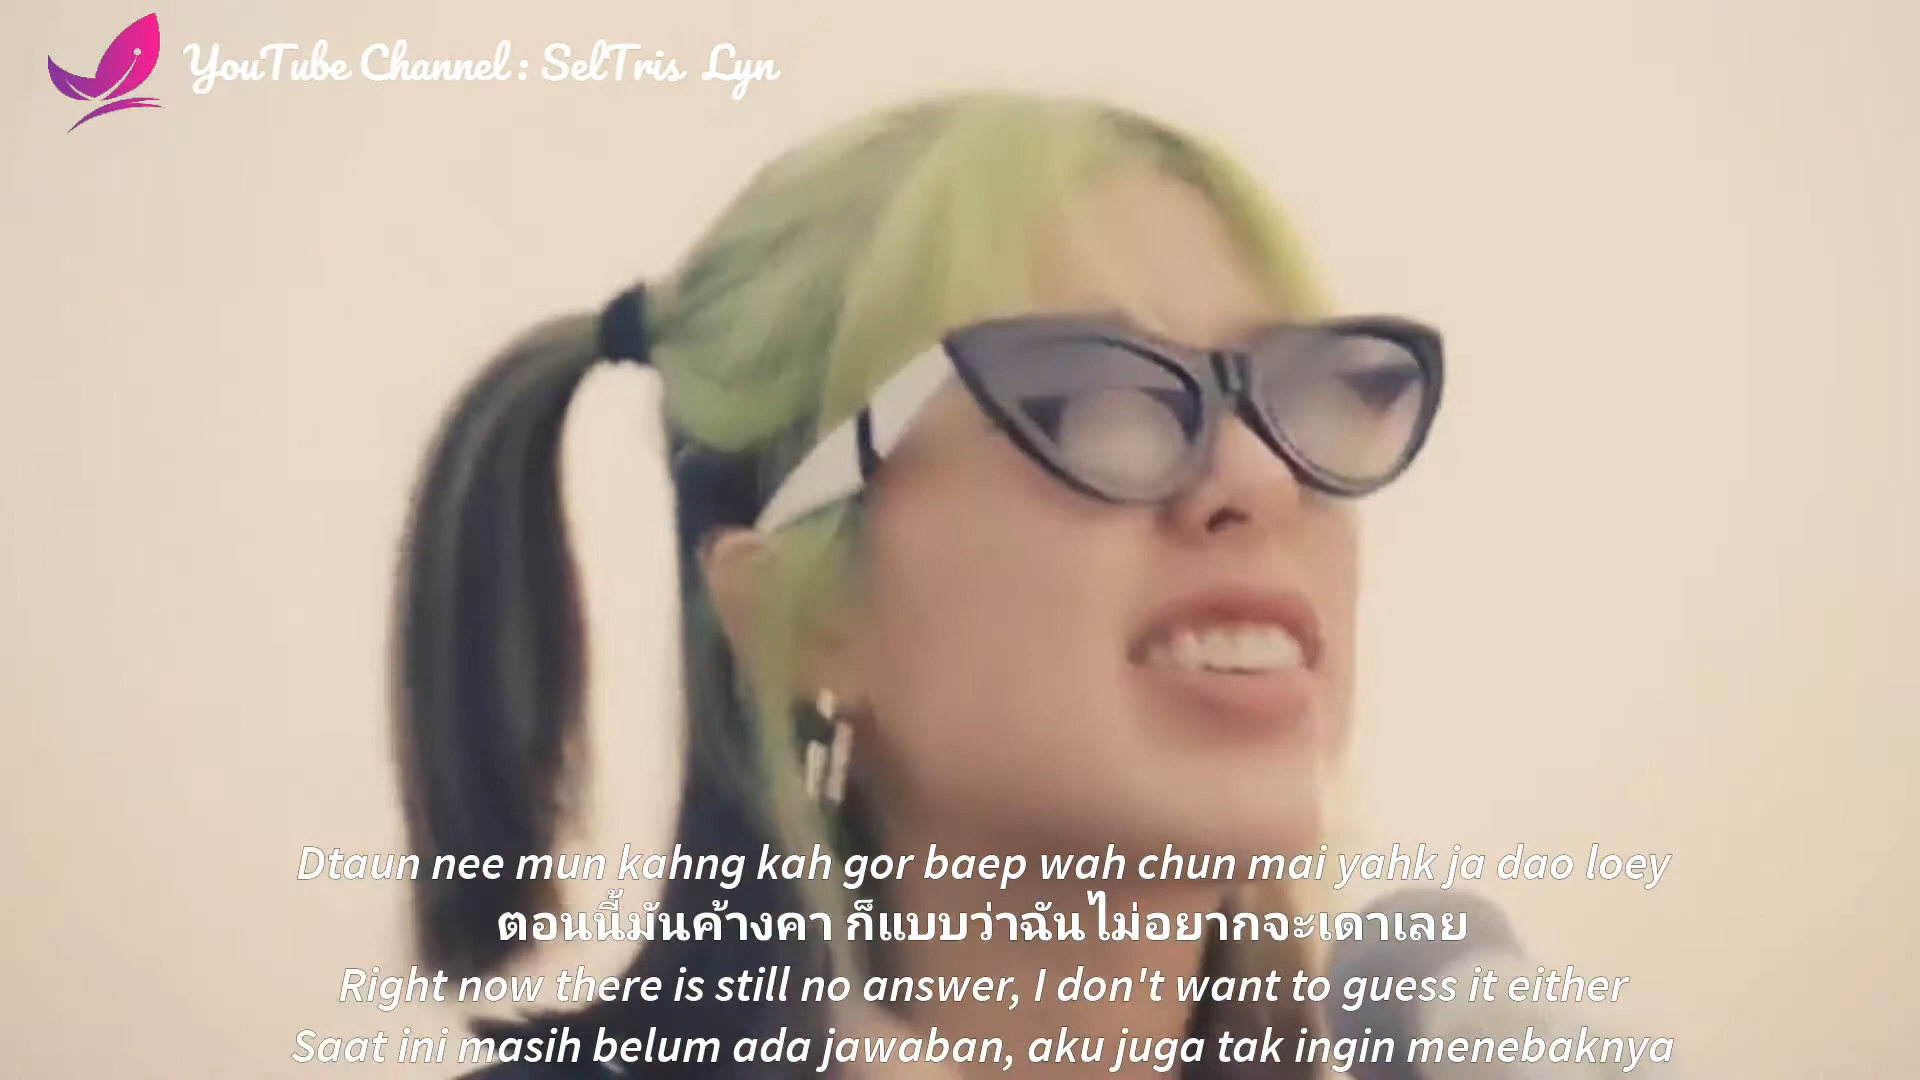 YouTube Channel : SelTris Lyn
Dtaun nee mun kahng kah gor baep wah chun mai yahk ja dao loey
ตอนนี้มันค้างคา ก็แบบว่าฉันไม่อยากจะเดาเลย
Right now there is still no answer, I don't want to guess it either
Saat ini masih belum ada jawaban, aku juga tak ingin menebaknya